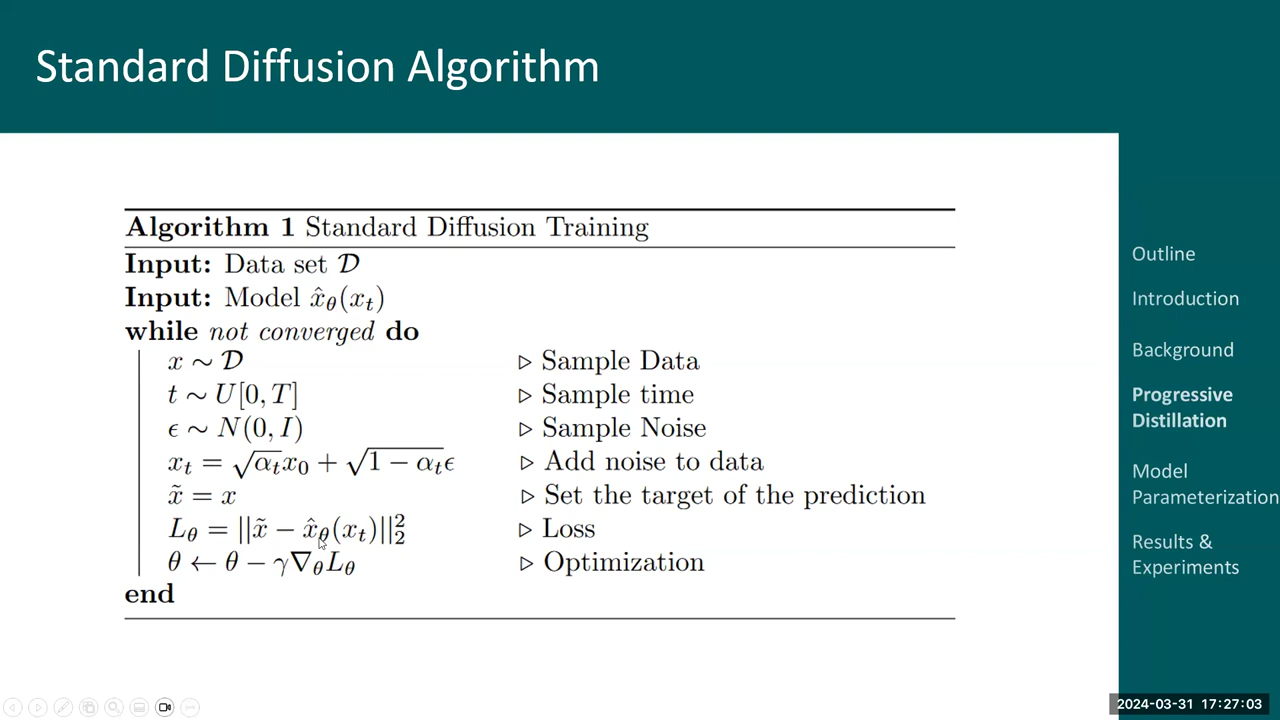 Standard Diffusion Algorithm
Algorithm 1 Standard Diffusion Training
Input: Data set 𝒟
Input: Model x̂_θ(x_t)
while not converged do
x ∼ 𝒟 ▷ Sample Data
t ∼ U[0, T] ▷ Sample time
ϵ ∼ N(0, I) ▷ Sample Noise
x_t = √α_t x_0 + √(1 − α_t) ϵ ▷ Add noise to data
x̃ = x ▷ Set the target of the prediction
L_θ = ||x̃ − x̂_θ(x_t)||_2^2 ▷ Loss
θ ← θ − γ∇_θ L_θ ▷ Optimization
end
Outline
Introduction
Background
Progressive
Distillation
Model
Parameterization
Results &
Experiments
2024-03-31 17:27:03